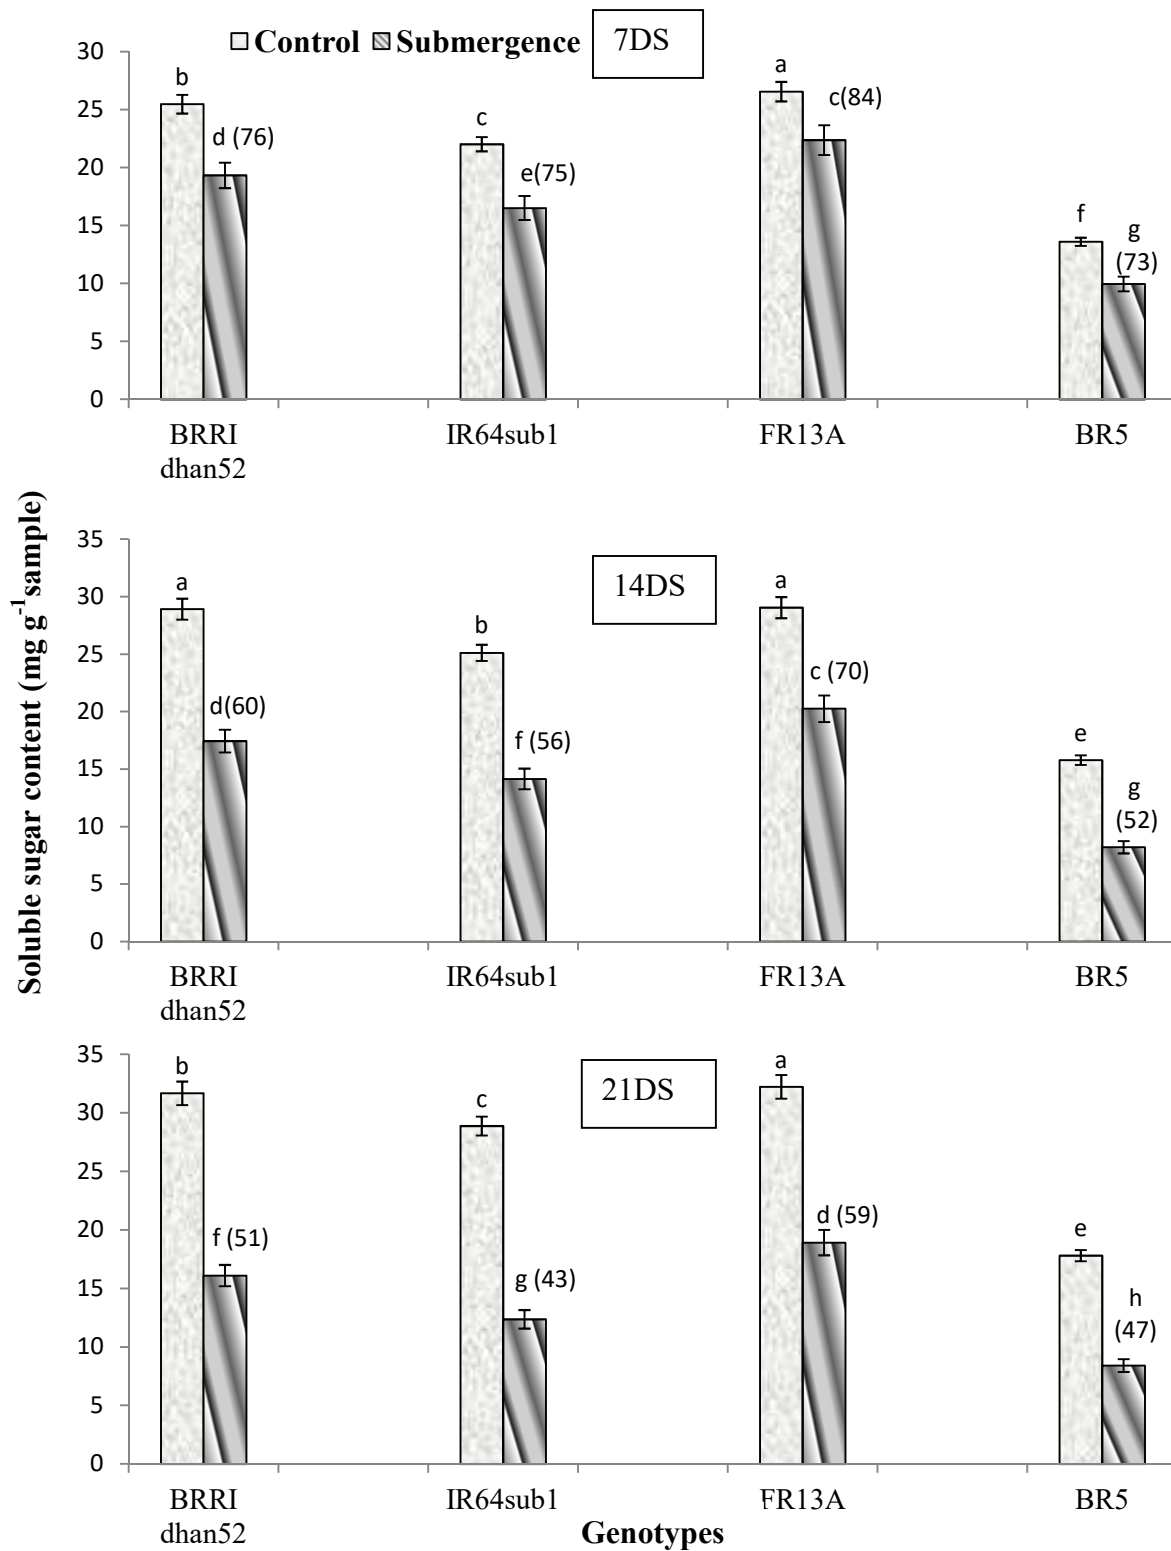 Control Submergence 7DS
30
25
20
15
10
5
0
b
d (76)
c
e(75)
a
c(84)
f
g
(73)
BRRI
dhan52
IR64sub1
FR13A
BR5
Soluble sugar content (mg g-1 sample)
14DS
35
30
25
20
15
10
5
0
a
d(60)
b
f (56)
a
c (70)
e
g
(52)
BRRI
dhan52
IR64sub1
FR13A
BR5
21DS
35
30
25
20
15
10
5
0
b
f (51)
c
g (43)
a
d (59)
e
h
(47)
BRRI
dhan52
IR64sub1
FR13A
BR5
Genotypes